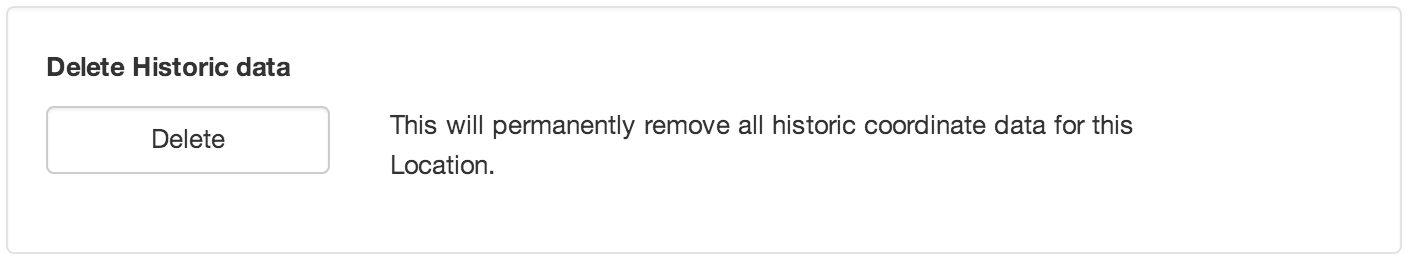 Delete Historic data
Delete
This will permanently remove all historic coordinate data for this
Location.